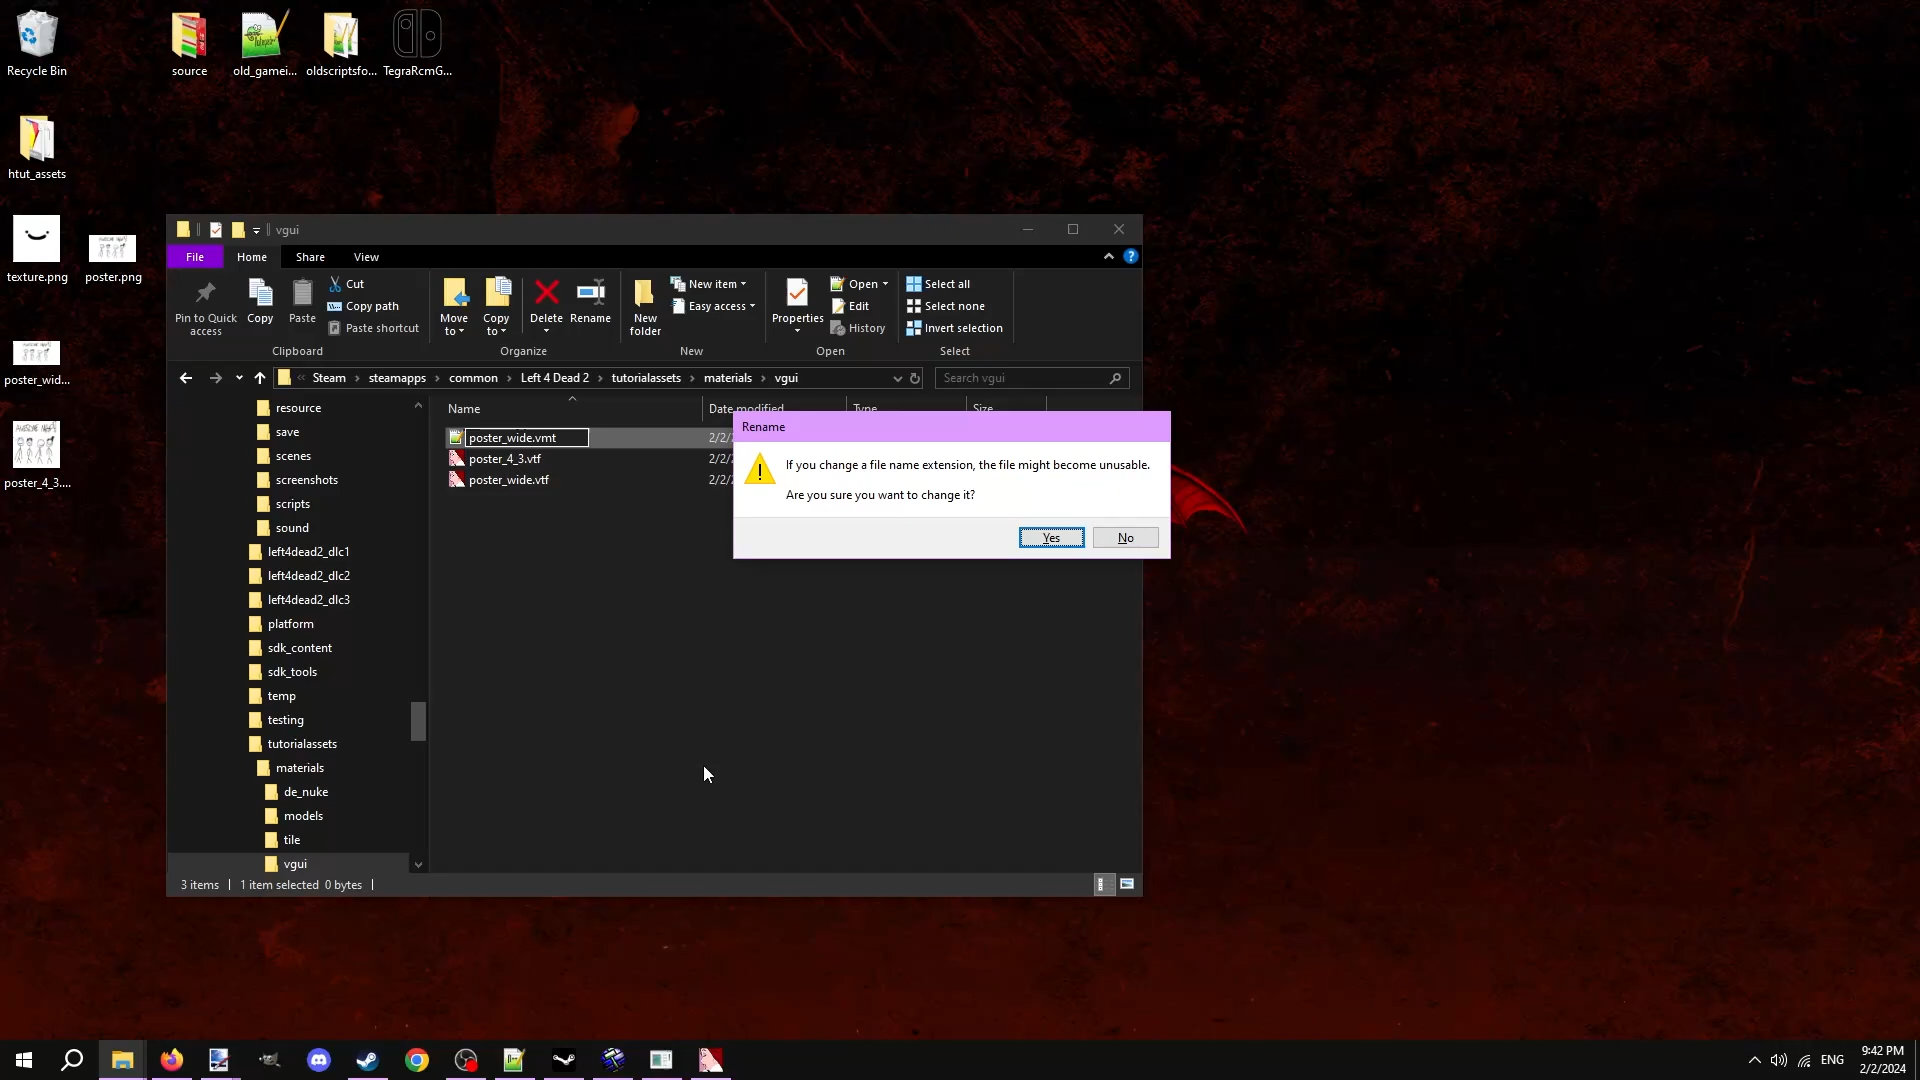 Recycle Bin
source
old_gamei...
oldscriptsfo...
TegraRcmG...
htut_assets
texture.png
poster.png
poster_wid...
poster_4_3....
vgui
File
Home
Share
View
Pin to Quick
access
Copy
Paste
Cut
Copy path
Paste shortcut
Clipboard
Move
to
Copy
to
Delete
Rename
Organize
New
folder
New item
Easy access
New
Properties
Open
Edit
History
Open
Select all
Select none
Invert selection
Select
« Steam > steamapps > common > Left 4 Dead 2 > tutorialassets > materials > vgui
Search vgui
Name
Date modified
Type
Size
resource
save
scenes
screenshots
scripts
sound
left4dead2_dlc1
left4dead2_dlc2
left4dead2_dlc3
platform
sdk_content
sdk_tools
temp
testing
tutorialassets
materials
de_nuke
models
tile
vgui
poster_wide.vmt
2/2/
poster_4_3.vtf
2/2/
poster_wide.vtf
2/2/
Rename
If you change a file name extension, the file might become unusable.
Are you sure you want to change it?
Yes
No
3 items
1 item selected 0 bytes
ENG
9:42 PM
2/2/2024